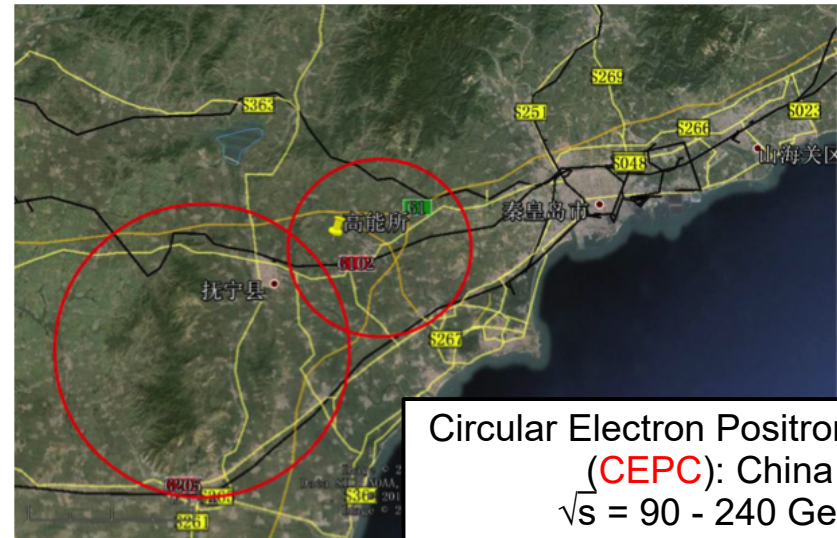 S269
S363
S251
S023
S266
山海关区
S048
秦皇岛市
G1
高能所
G102
抚宁县
S267
Circular Electron Positron
(CEPC): China
√s = 90 - 240 Ge
G205
S261